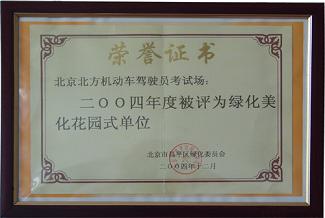 荣誉证书
北京北方机动车驾驶员考试场：
二〇〇四年度被评为绿化美
化花园式单位
北京市昌平区绿化委员会
二〇〇四年十二月